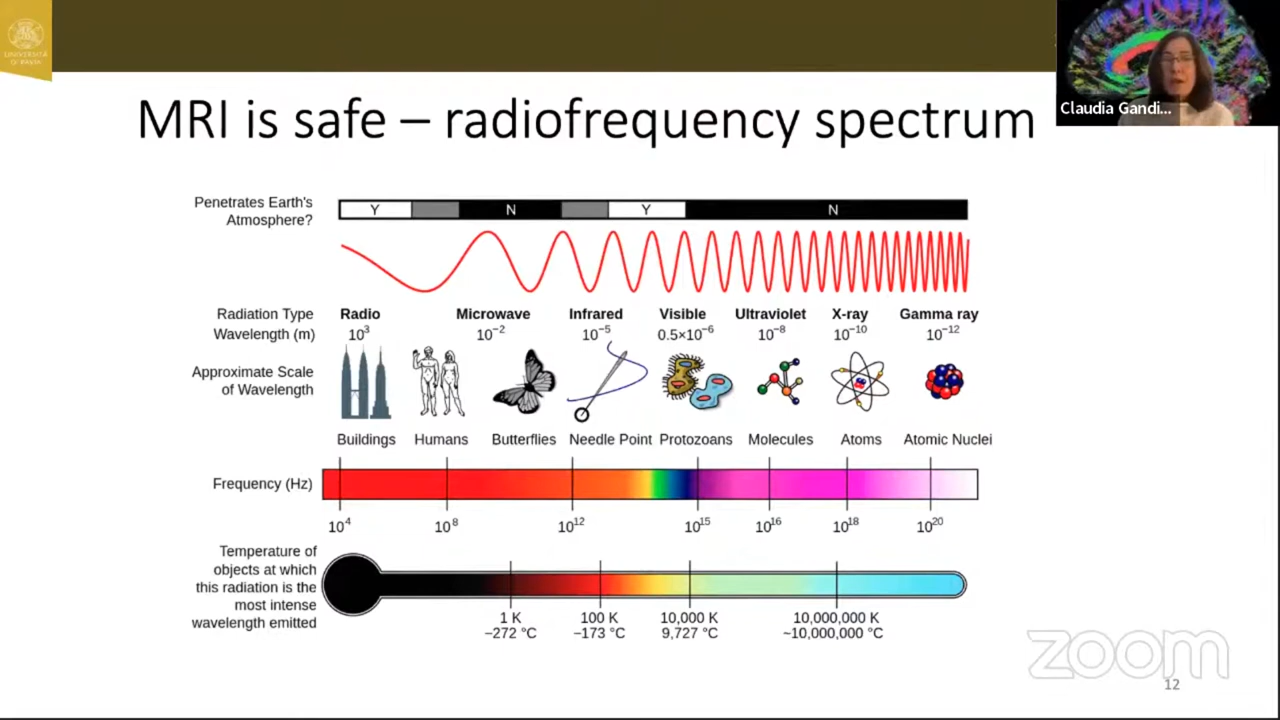 UNIVERSITÀ
DI PAVIA
Claudia Gandi...
MRI is safe – radiofrequency spectrum
Penetrates Earth's
Atmosphere?
Y N Y N
Radiation Type Radio Microwave Infrared Visible Ultraviolet X-ray Gamma ray
Wavelength (m) 10³ 10⁻² 10⁻⁵ 0.5×10⁻⁶ 10⁻⁸ 10⁻¹⁰ 10⁻¹²
Approximate Scale
of Wavelength
Buildings Humans Butterflies Needle Point Protozoans Molecules Atoms Atomic Nuclei
Frequency (Hz)
10⁴ 10⁸ 10¹² 10¹⁵ 10¹⁶ 10¹⁸ 10²⁰
Temperature of
objects at which
this radiation is the
most intense
wavelength emitted
1 K 100 K 10,000 K 10,000,000 K
−272 °C −173 °C 9,727 °C ~10,000,000 °C
zoom
12